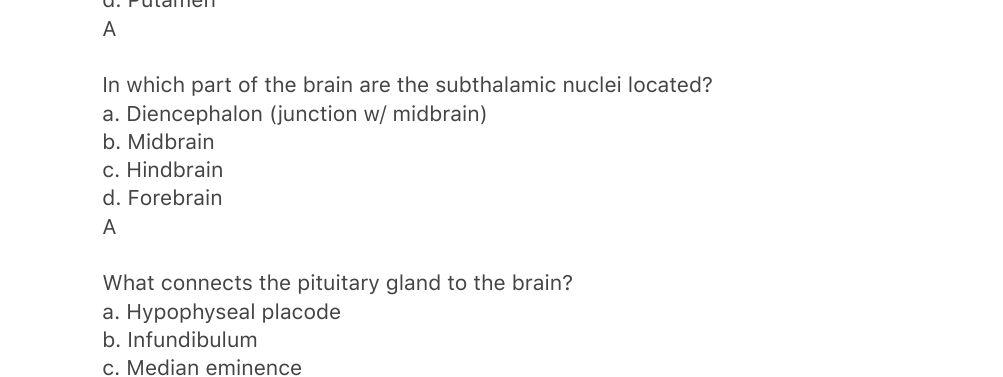 d. Putamen
A
In which part of the brain are the subthalamic nuclei located?
a. Diencephalon (junction w/ midbrain)
b. Midbrain
c. Hindbrain
d. Forebrain
A
What connects the pituitary gland to the brain?
a. Hypophyseal placode
b. Infundibulum
c. Median eminence